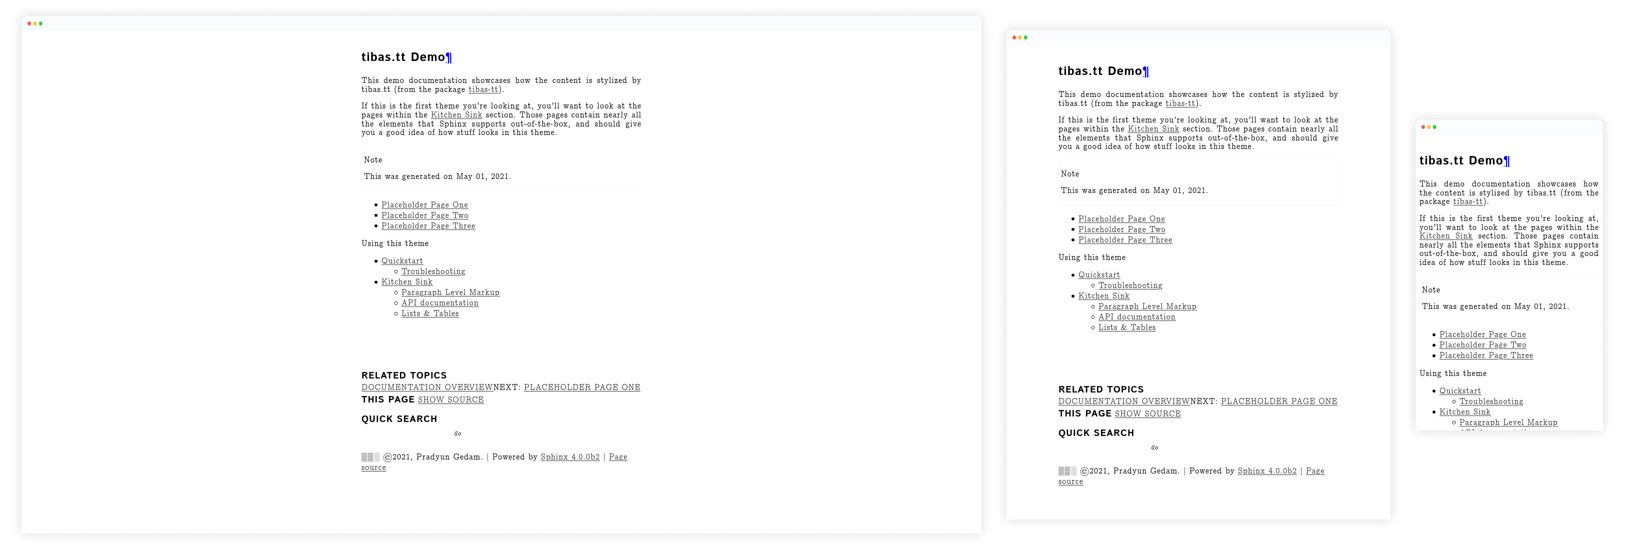 tibas.tt Demo¶
This demo documentation showcases how the content is stylized by
tibas.tt (from the package tibas-tt).
If this is the first theme you're looking at, you'll want to look at the
pages within the Kitchen Sink section. Those pages contain nearly all
the elements that Sphinx supports out-of-the-box, and should give
you a good idea of how stuff looks in this theme.
Note
This was generated on May 01, 2021.
• Placeholder Page One
• Placeholder Page Two
• Placeholder Page Three
Using this theme
• Quickstart
◦ Troubleshooting
• Kitchen Sink
◦ Paragraph Level Markup
◦ API documentation
◦ Lists & Tables
RELATED TOPICS
DOCUMENTATION OVERVIEWNEXT: PLACEHOLDER PAGE ONE
THIS PAGE SHOW SOURCE
QUICK SEARCH
Go
▓▒░ ©2021, Pradyun Gedam. | Powered by Sphinx 4.0.0b2 | Page
source
tibas.tt Demo¶
This demo documentation showcases how the content is stylized by
tibas.tt (from the package tibas-tt).
If this is the first theme you're looking at, you'll want to look at the
pages within the Kitchen Sink section. Those pages contain nearly all
the elements that Sphinx supports out-of-the-box, and should give
you a good idea of how stuff looks in this theme.
Note
This was generated on May 01, 2021.
• Placeholder Page One
• Placeholder Page Two
• Placeholder Page Three
Using this theme
• Quickstart
◦ Troubleshooting
• Kitchen Sink
◦ Paragraph Level Markup
◦ API documentation
◦ Lists & Tables
RELATED TOPICS
DOCUMENTATION OVERVIEWNEXT: PLACEHOLDER PAGE ONE
THIS PAGE SHOW SOURCE
QUICK SEARCH
Go
▓▒░ ©2021, Pradyun Gedam. | Powered by Sphinx 4.0.0b2 | Page
source
tibas.tt Demo¶
This demo documentation showcases how
the content is stylized by tibas.tt (from the
package tibas-tt).
If this is the first theme you're looking at,
you'll want to look at the pages within the
Kitchen Sink section. Those pages contain
nearly all the elements that Sphinx supports
out-of-the-box, and should give you a good
idea of how stuff looks in this theme.
Note
This was generated on May 01, 2021.
• Placeholder Page One
• Placeholder Page Two
• Placeholder Page Three
Using this theme
• Quickstart
◦ Troubleshooting
• Kitchen Sink
◦ Paragraph Level Markup